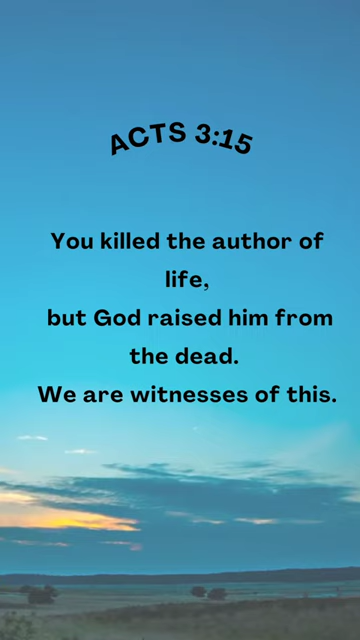 ACTS 3:15
You killed the author of
life,
but God raised him from
the dead.
We are witnesses of this.